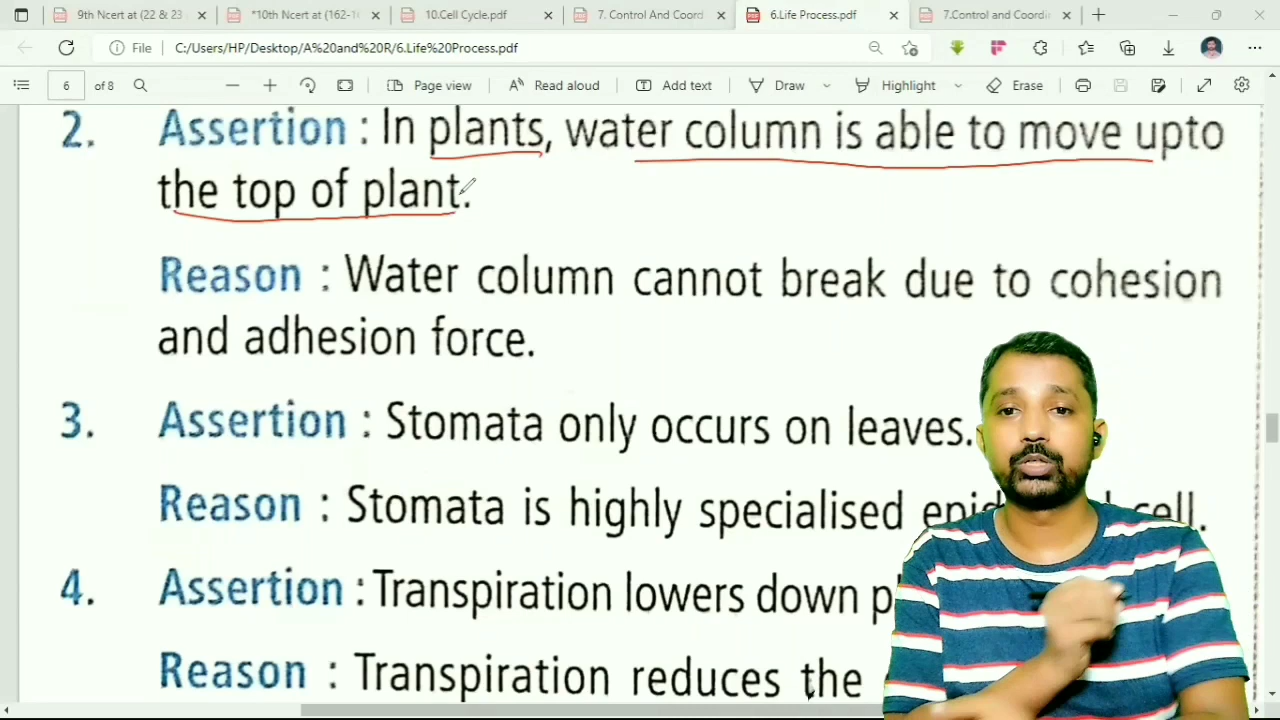 9th Ncert at (22 & 23
*10th Ncert at (162-1
10.Cell Cycle.pdf
7. Control And Coord
6.Life Process.pdf
7.Control and Coordi
File C:/Users/HP/Desktop/A%20and%20R/6.Life%20Process.pdf
6 of 8 Page view Read aloud Add text Draw Highlight Erase
2. Assertion : In plants, water column is able to move upto
the top of plant.
Reason : Water column cannot break due to cohesion
and adhesion force.
3. Assertion : Stomata only occurs on leaves.
Reason : Stomata is highly specialised cell.
4. Assertion : Transpiration lowers down
Reason : Transpiration reduces the